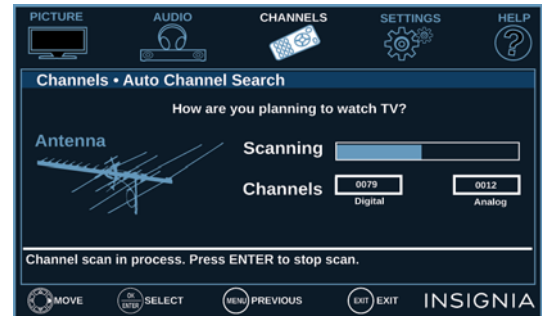 PICTURE AUDIO CHANNELS SETTINGS HELP
Channels • Auto Channel Search
How are you planning to watch TV?
Antenna
Scanning
Channels 0079 0012
Digital Analog
Channel scan in process. Press ENTER to stop scan.
MOVE OK ENTER SELECT MENU PREVIOUS EXIT EXIT INSIGNIA